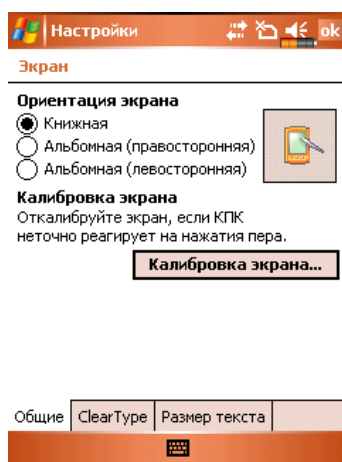 Настройки ok
Экран
Ориентация экрана
Книжная
Альбомная (правосторонняя)
Альбомная (левосторонняя)
Калибровка экрана
Откалибруйте экран, если КПК
неточно реагирует на нажатия пера.
Калибровка экрана...
Общие ClearType Размер текста